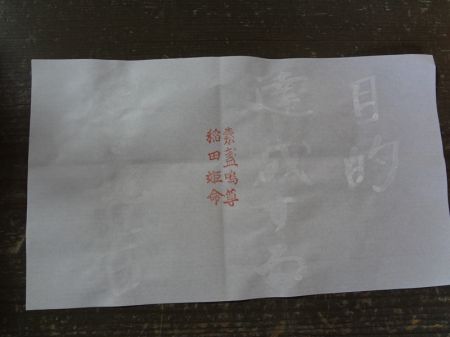 目的
達成する
素盞嗚尊
稲田姫命